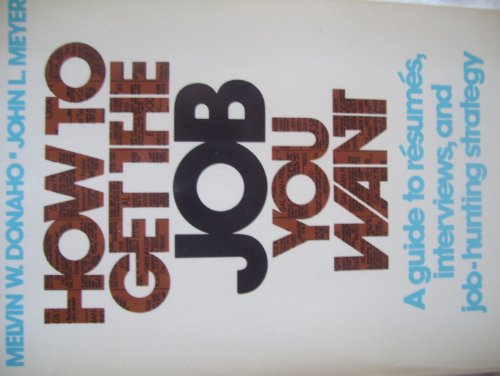 MELVIN W. DONAHO • JOHN L. MEYER
HOW TO
GET THE
JOB
YOU
WANT
A guide to résumés,
interviews, and
job-hunting strategy